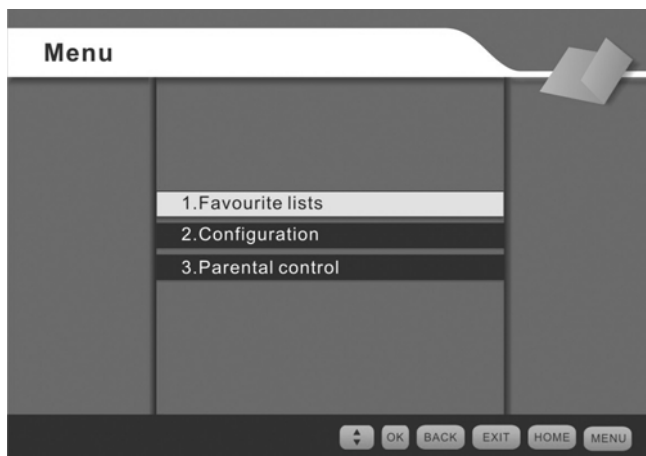 Menu
1.Favourite lists
2.Configuration
3.Parental control
OK BACK EXIT HOME MENU